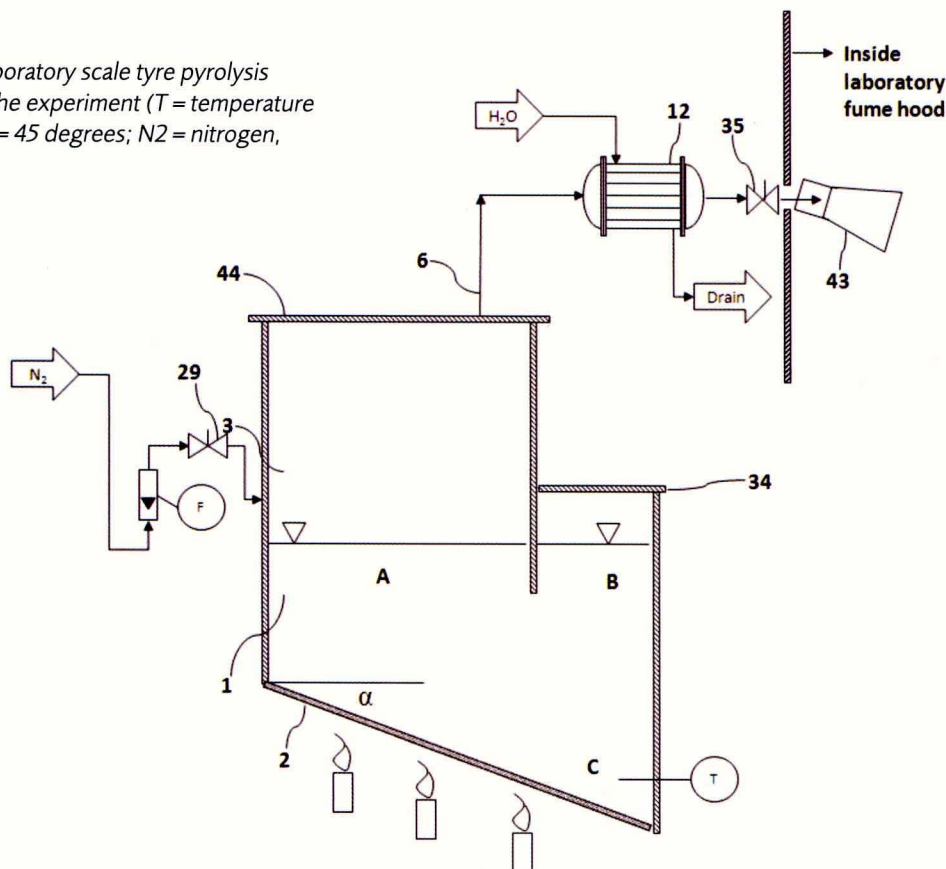 boratory scale tyre pyrolysis
he experiment (T = temperature
= 45 degrees; N2 = nitrogen,
Inside
laboratory
fume hood
H₂O
12
35
6
43
44
Drain
N₂
29
3
34
F
A
B
1
α
2
C
T